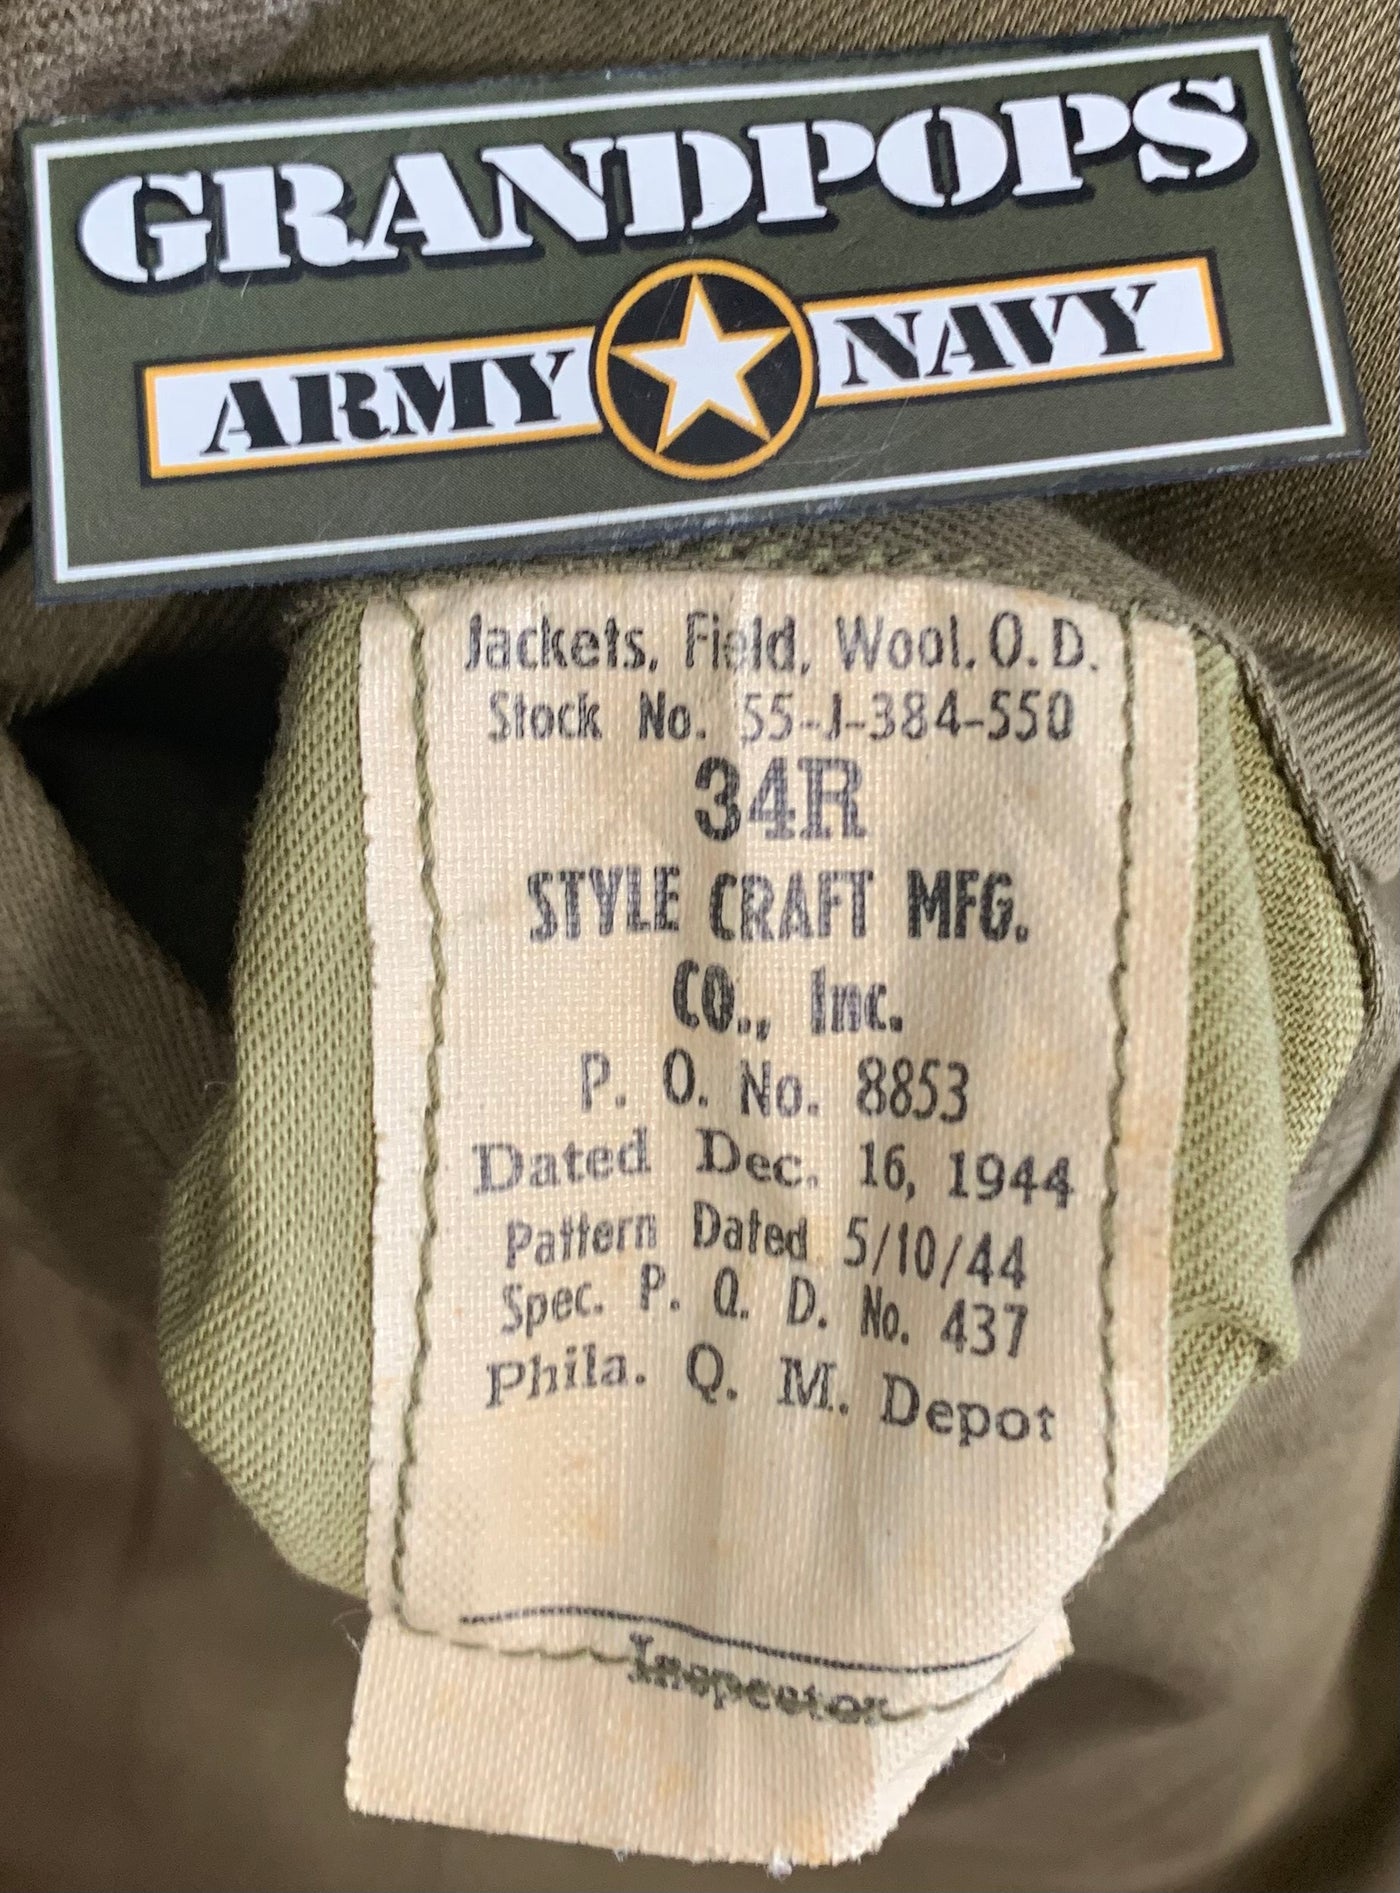 GRANDPOPS
ARMY NAVY
Jackets, Field, Wool. O. D.
Stock No. 55-J-384-550
34R
STYLE CRAFT MFG.
CO., Inc.
P. O. No. 8853
Dated Dec. 16, 1944
Pattern Dated 5/10/44
Spec. P. Q. D. No. 437
Phila. Q. M. Depot
Inspector